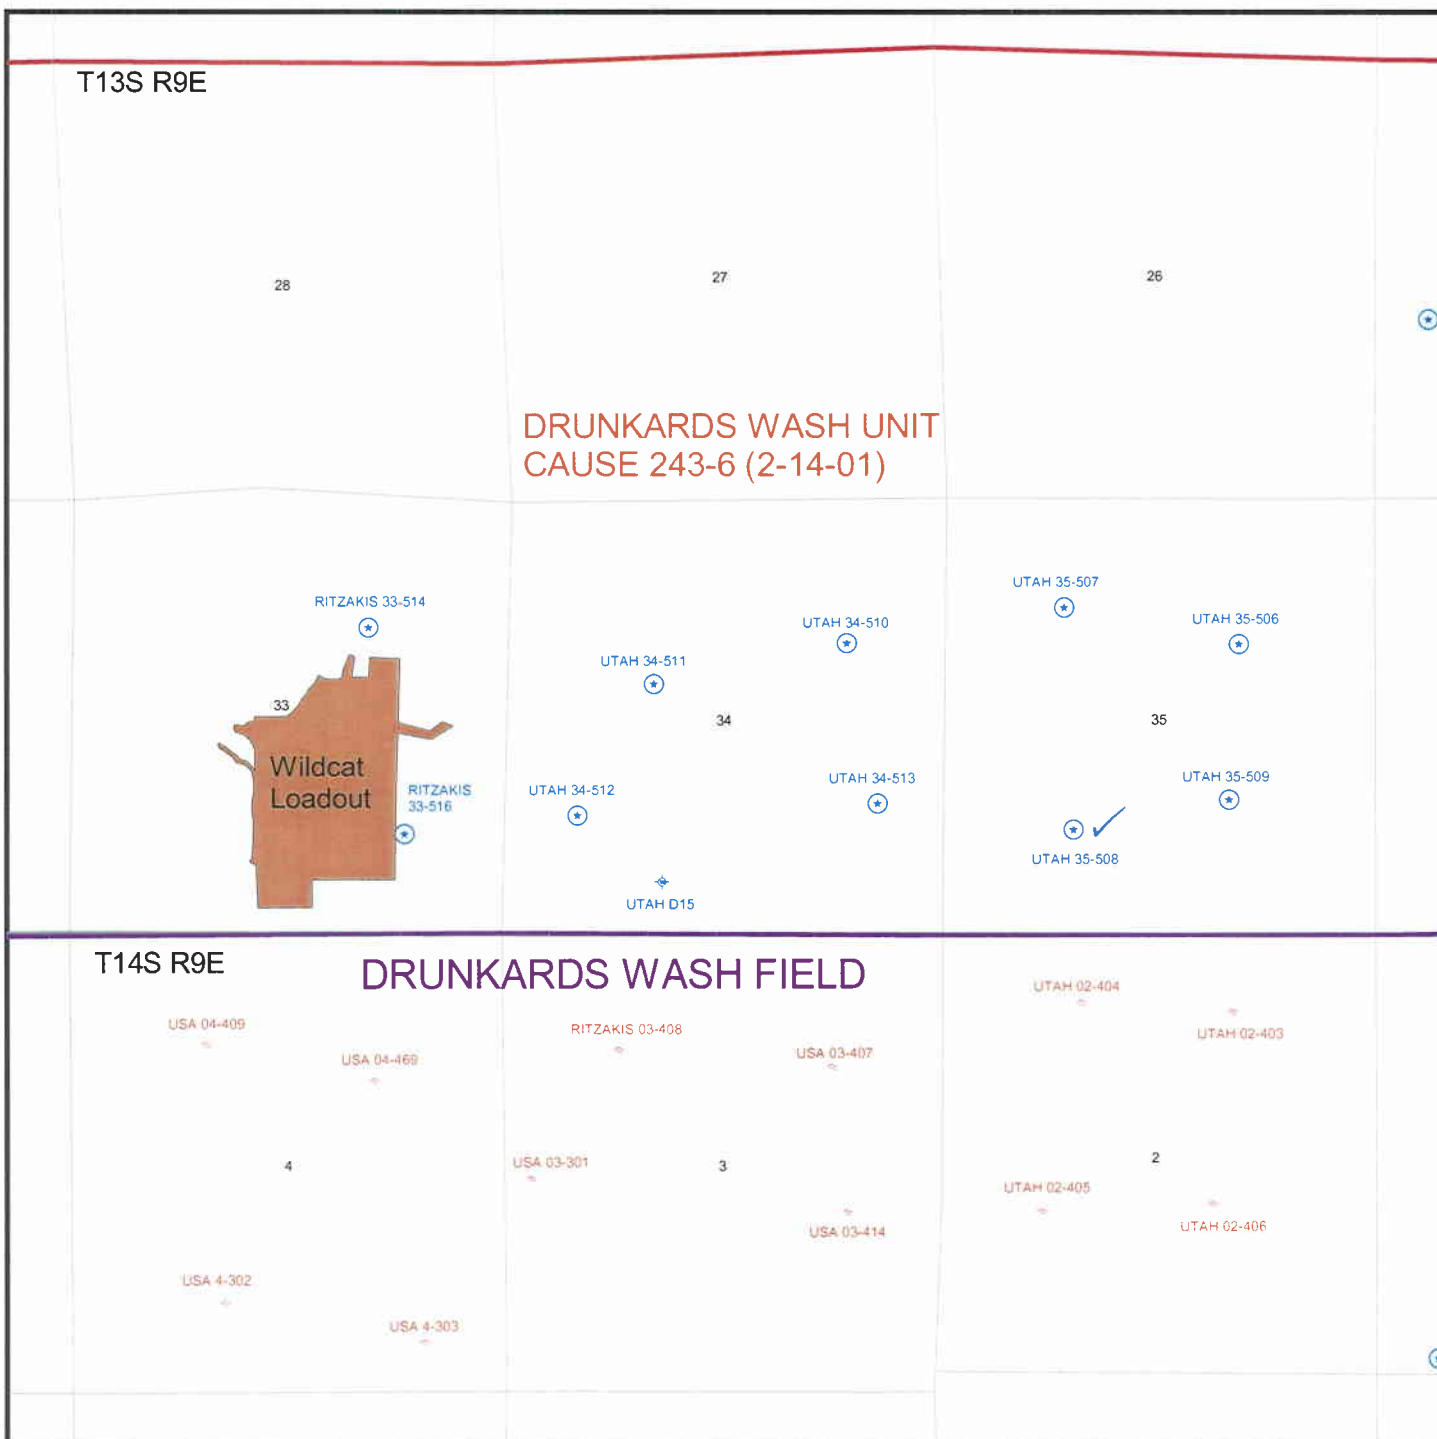 T13S R9E
28
27
26
DRUNKARDS WASH UNIT
CAUSE 243-6 (2-14-01)
UTAH 35-507
RITZAKIS 33-514
UTAH 34-510
UTAH 35-506
UTAH 34-511
33
34
35
Wildcat
Loadout
RITZAKIS
33-516
UTAH 34-512
UTAH 34-513
UTAH 35-509
UTAH 35-508
UTAH D15
T14S R9E
DRUNKARDS WASH FIELD
UTAH 02-404
USA 04-409
RITZAKIS 03-408
UTAH 02-403
USA 04-469
USA 03-407
4
USA 03-301
3
2
UTAH 02-405
USA 03-414
UTAH 02-406
USA 4-302
USA 4-303